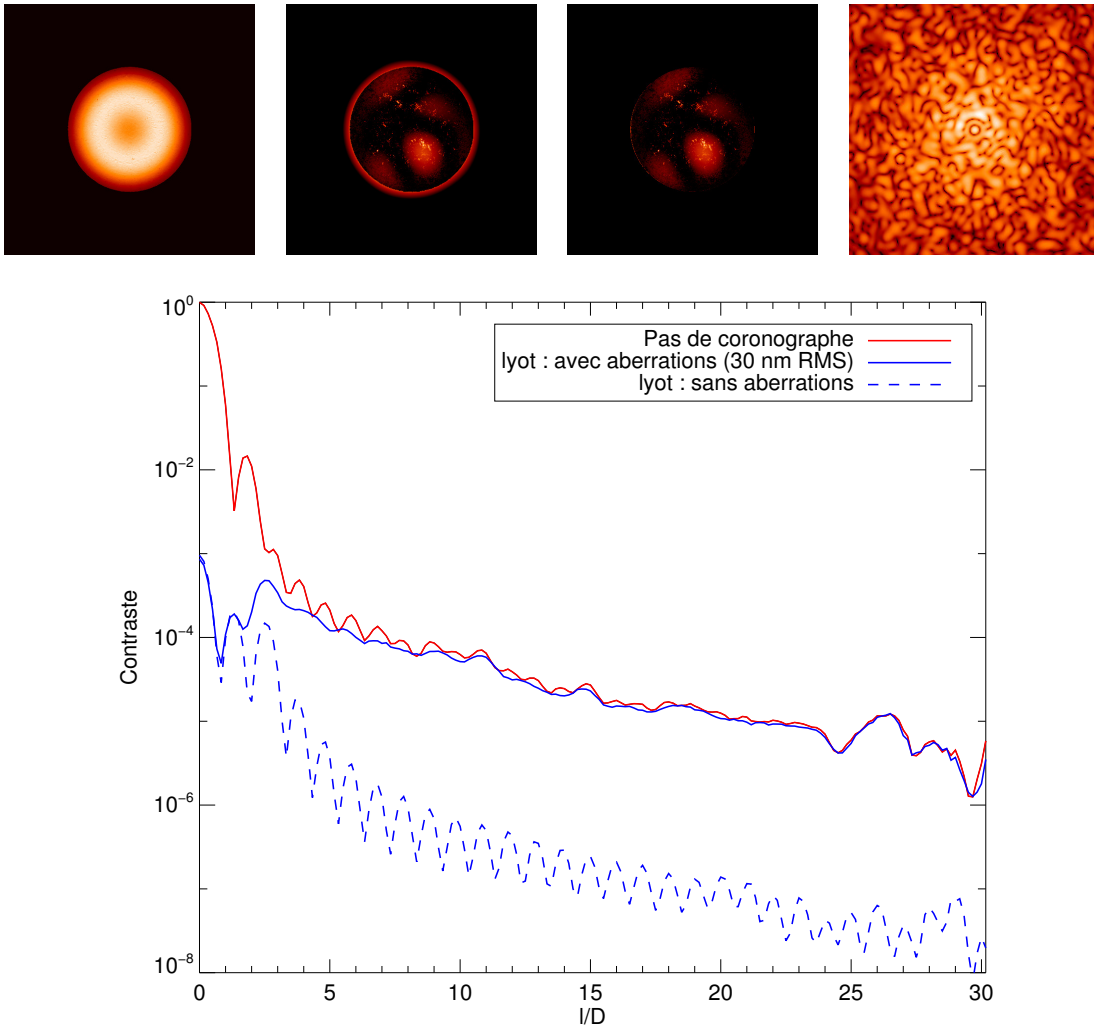 Pas de coronographe
lyot : avec aberrations (30 nm RMS)
lyot : sans aberrations
10^0
10^-2
10^-4
10^-6
10^-8
Contraste
0 5 10 15 20 25 30
l/D